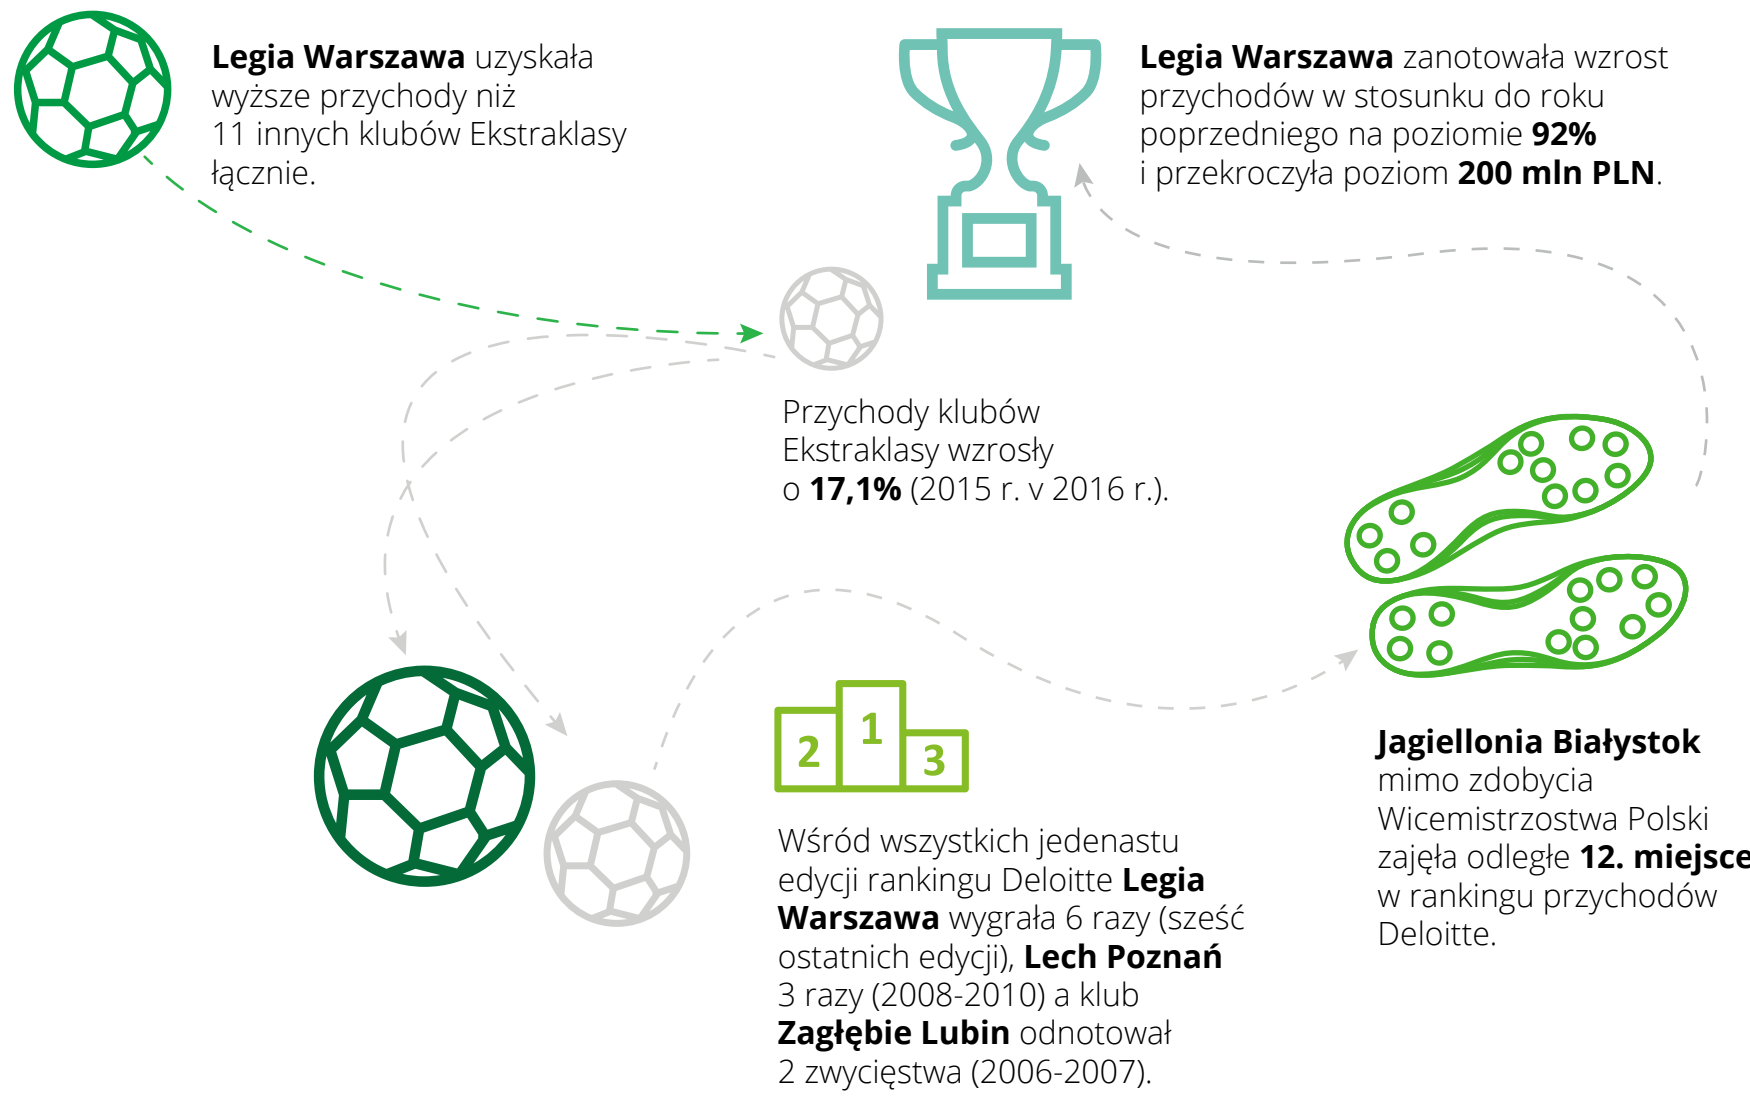 Legia Warszawa uzyskała
wyższe przychody niż
11 innych klubów Ekstraklasy
łącznie.
Legia Warszawa zanotowała wzrost
przychodów w stosunku do roku
poprzedniego na poziomie 92%
i przekroczyła poziom 200 mln PLN.
Przychody klubów
Ekstraklasy wzrosły
o 17,1% (2015 r. v 2016 r.).
2
1
3
Wśród wszystkich jedenastu
edycji rankingu Deloitte Legia
Warszawa wygrała 6 razy (sześć
ostatnich edycji), Lech Poznań
3 razy (2008-2010) a klub
Zagłębie Lubin odnotował
2 zwycięstwa (2006-2007).
Jagiellonia Białystok
mimo zdobycia
Wicemistrzostwa Polski
zajęła odległe 12. miejsce
w rankingu przychodów
Deloitte.